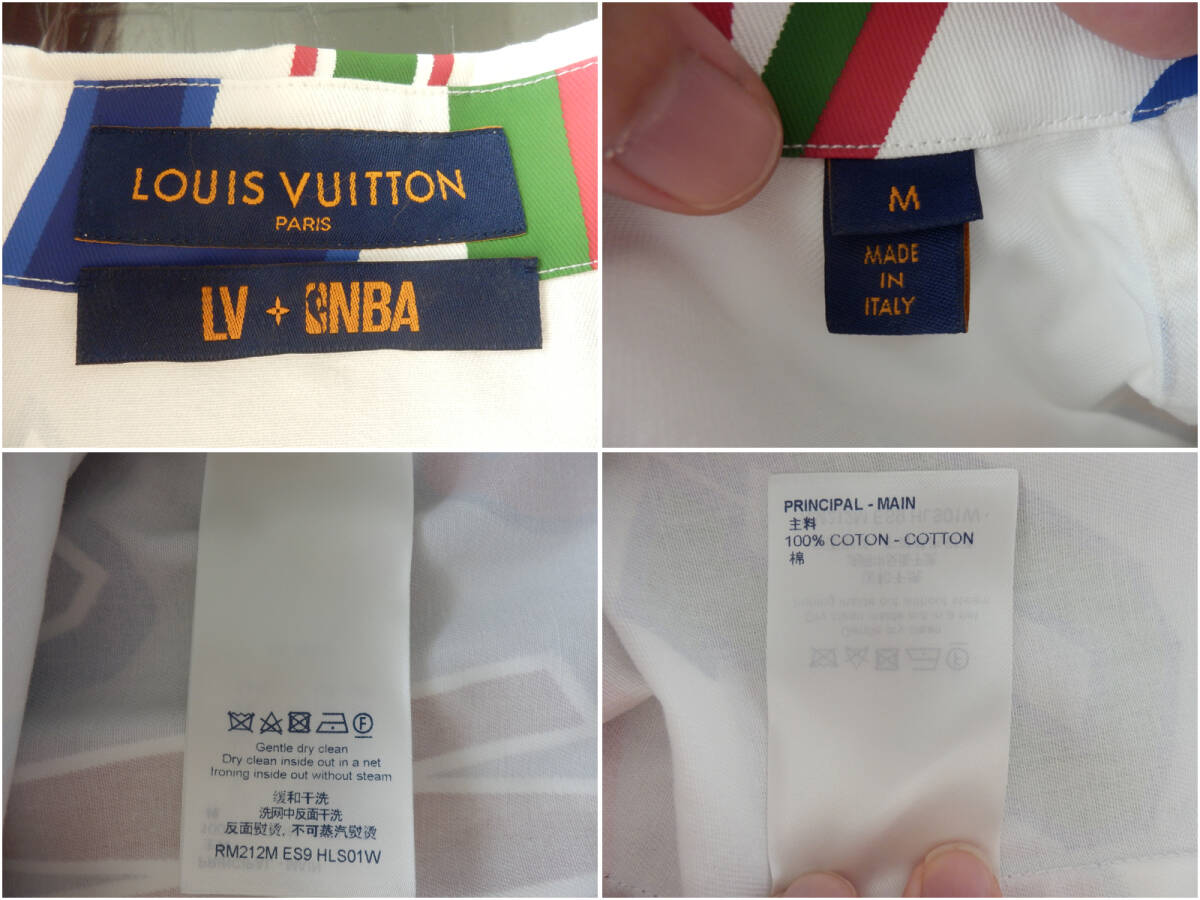 LOUIS VUITTON
PARIS
LV NBA
M
MADE
IN
ITALY
F
Gentle dry clean
Dry clean inside out in a net
Ironing inside out without steam
缓和干洗
洗网中反面干洗
反面熨烫, 不可蒸汽熨烫
RM212M ES9 HLS01W
PRINCIPAL - MAIN
主料
100% COTON - COTTON
棉